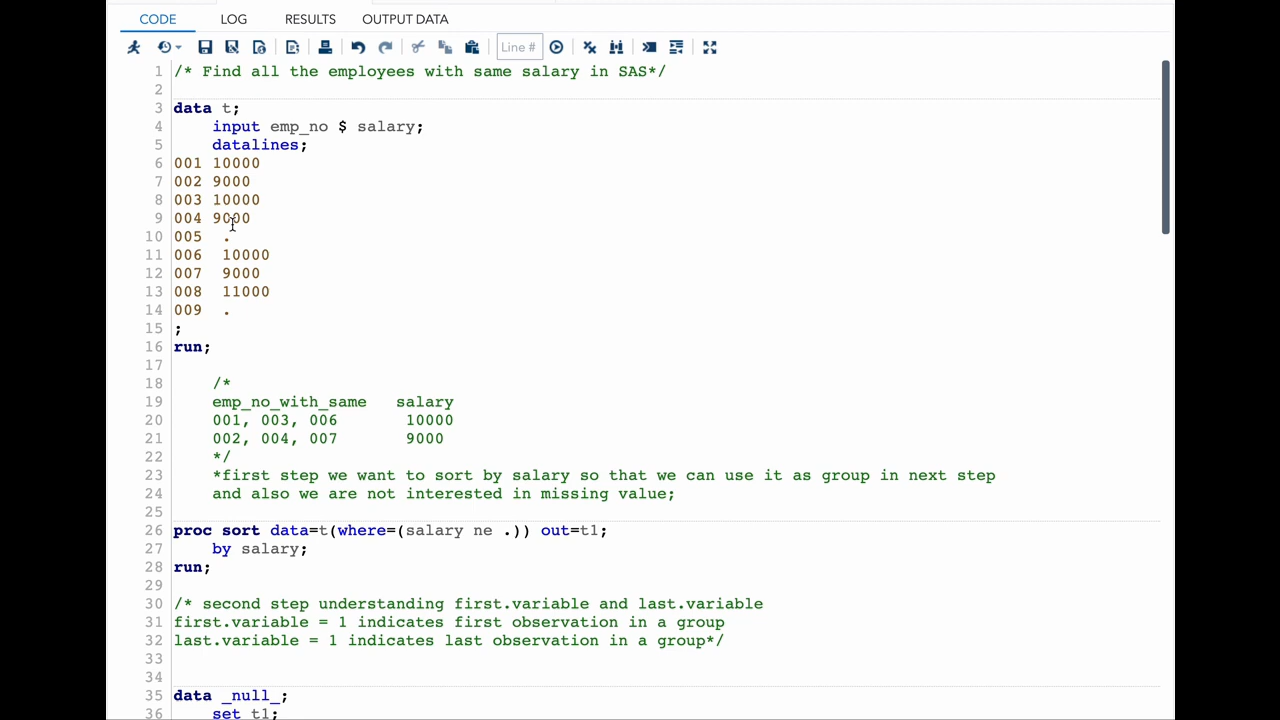 CODE LOG RESULTS OUTPUT DATA
Line #
1 /* Find all the employees with same salary in SAS*/
2
3 data t;
4 input emp_no $ salary;
5 datalines;
6 001 10000
7 002 9000
8 003 10000
9 004 9000
10 005 .
11 006 10000
12 007 9000
13 008 11000
14 009 .
15 ;
16 run;
17
18 /*
19 emp_no_with_same salary
20 001, 003, 006 10000
21 002, 004, 007 9000
22 */
23 *first step we want to sort by salary so that we can use it as group in next step
24 and also we are not interested in missing value;
25
26 proc sort data=t(where=(salary ne .)) out=t1;
27 by salary;
28 run;
29
30 /* second step understanding first.variable and last.variable
31 first.variable = 1 indicates first observation in a group
32 last.variable = 1 indicates last observation in a group*/
33
34
35 data _null_;
36 set t1;